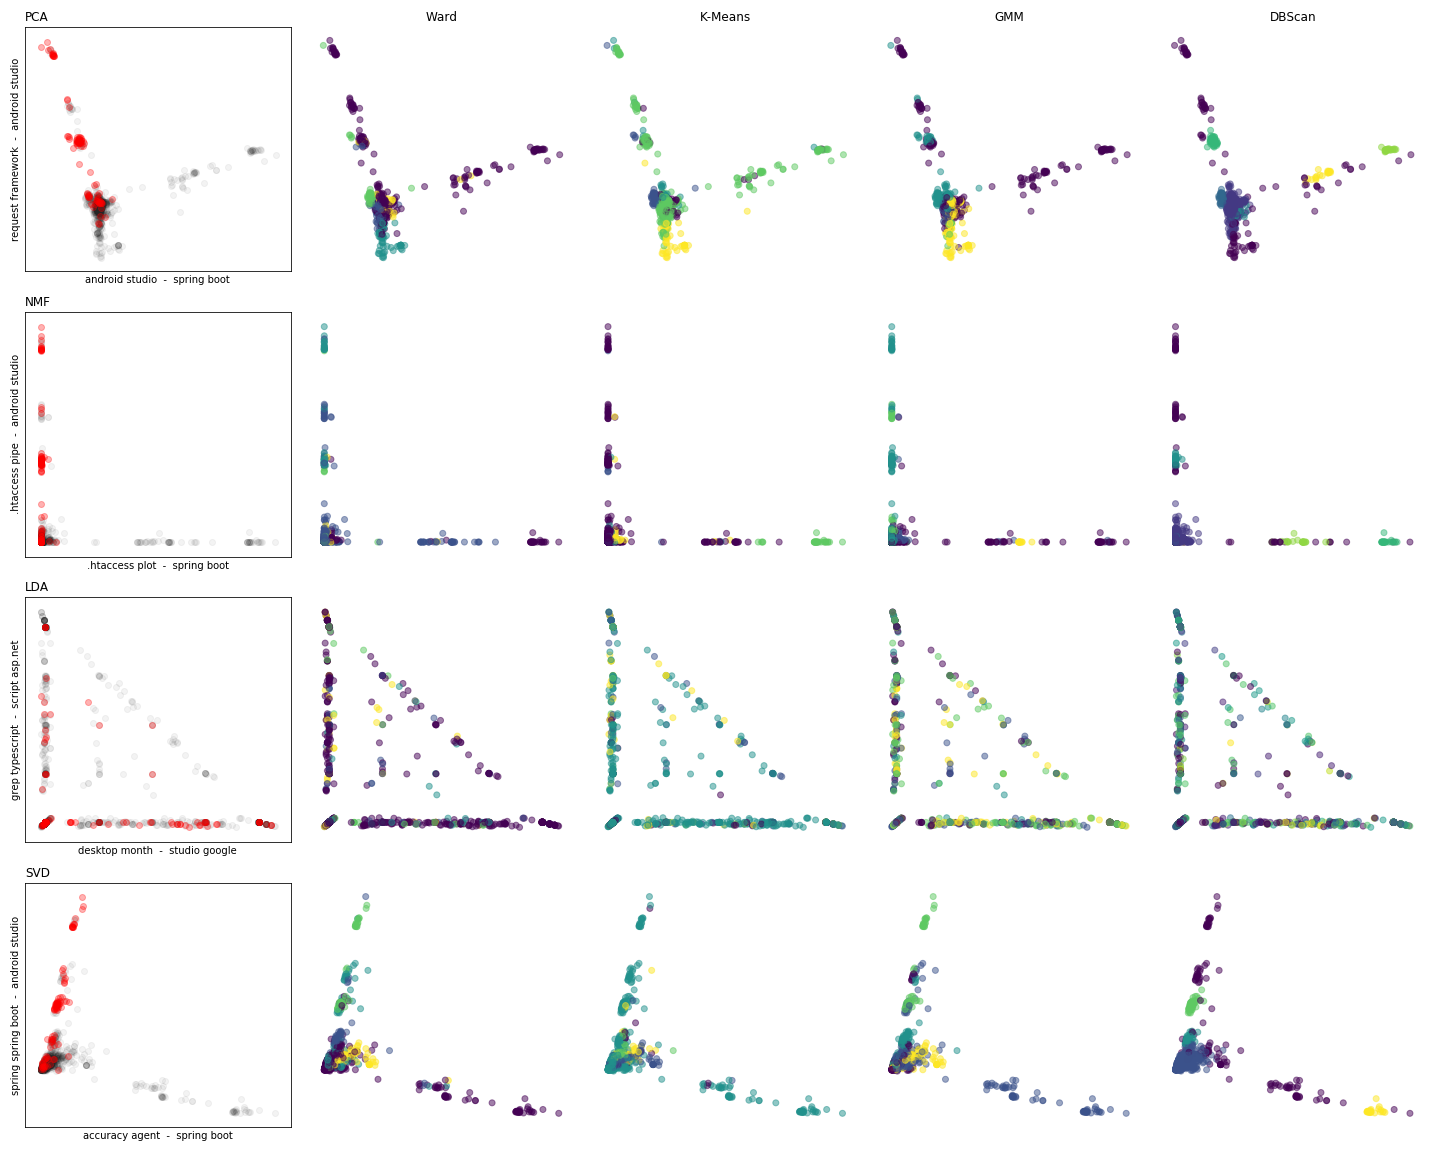 PCA
Ward
K-Means
GMM
DBScan
request framework  -  android studio
android studio  -  spring boot
NMF
.htaccess pipe  -  android studio
.htaccess plot  -  spring boot
LDA
grep typescript  -  script asp.net
desktop month  -  studio google
SVD
spring spring boot  -  android studio
accuracy agent  -  spring boot